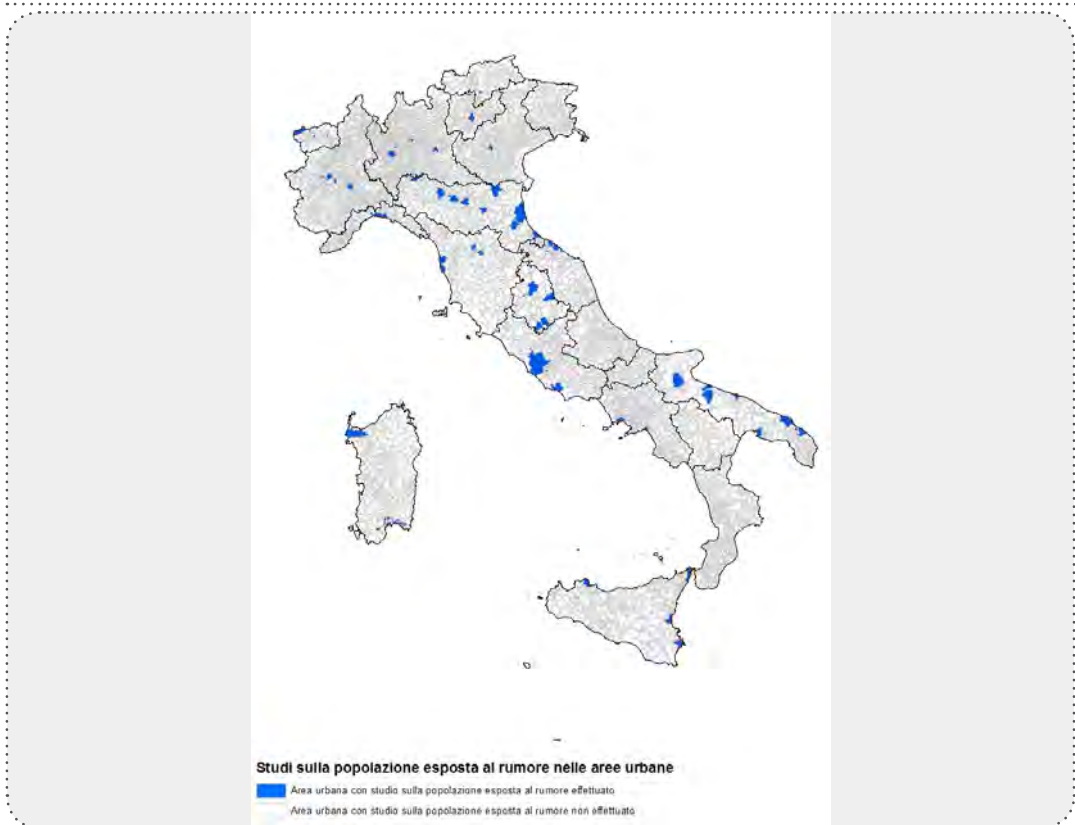 Studi sulla popolazione esposta al rumore nelle aree urbane
Area urbana con studio sulla popolazione esposta al rumore effettuato
Area urbana con studio sulla popolazione esposta al rumore non effettuato